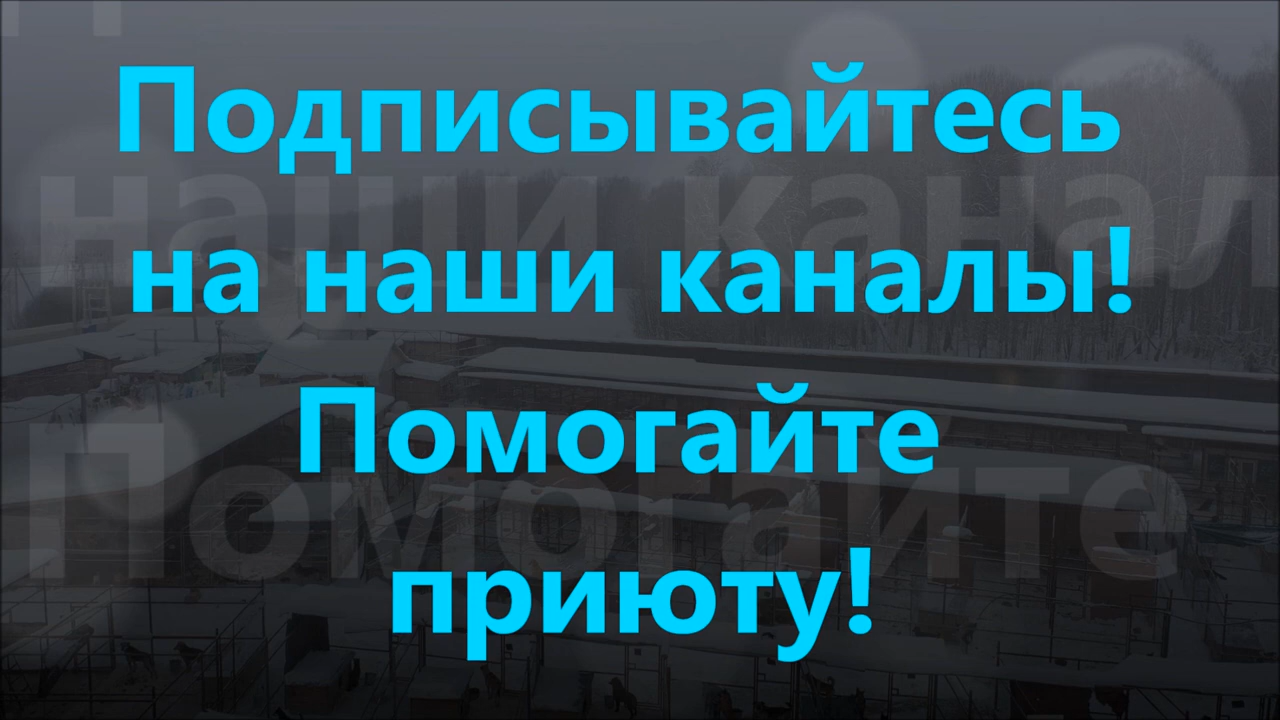 Подписывайтесь
на наши каналы!
Помогайте
приюту!